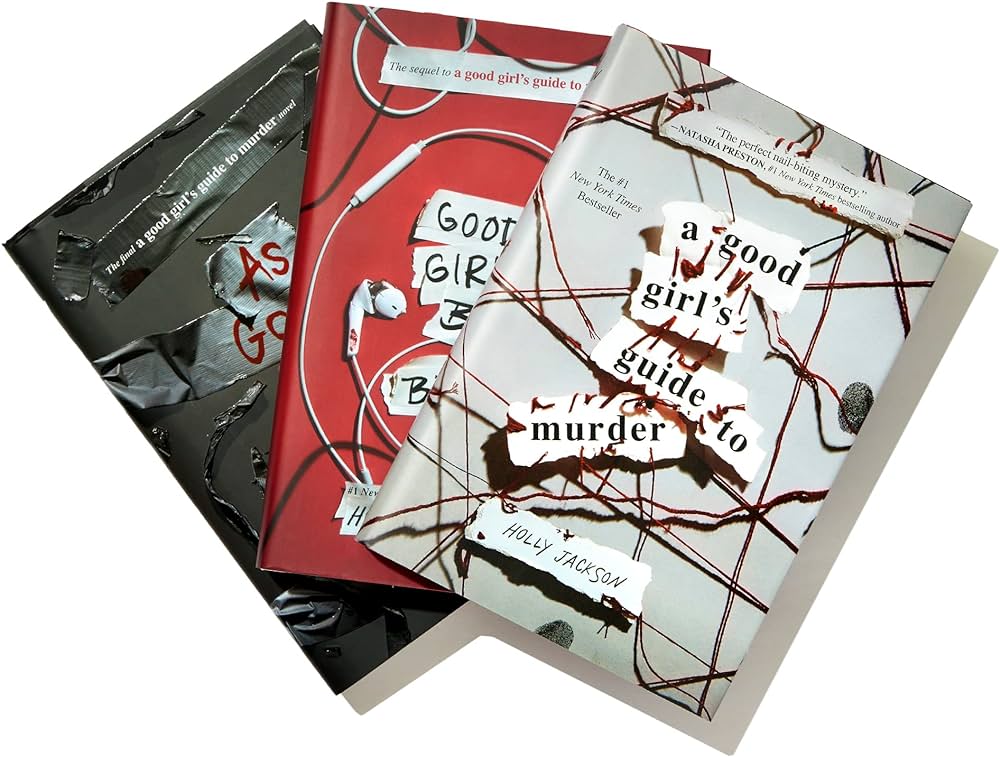 The final a good girl's guide to murder novel
AS
GO
The sequel to a good girl's guide to
GOOD
GIRL
B
B
#1 New
H
"The perfect nail-biting mystery."
—NATASHA PRESTON, #1 New York Times bestselling author
The #1
New York Times
Bestseller
a good
girl's
guide
to
murder
HOLLY JACKSON